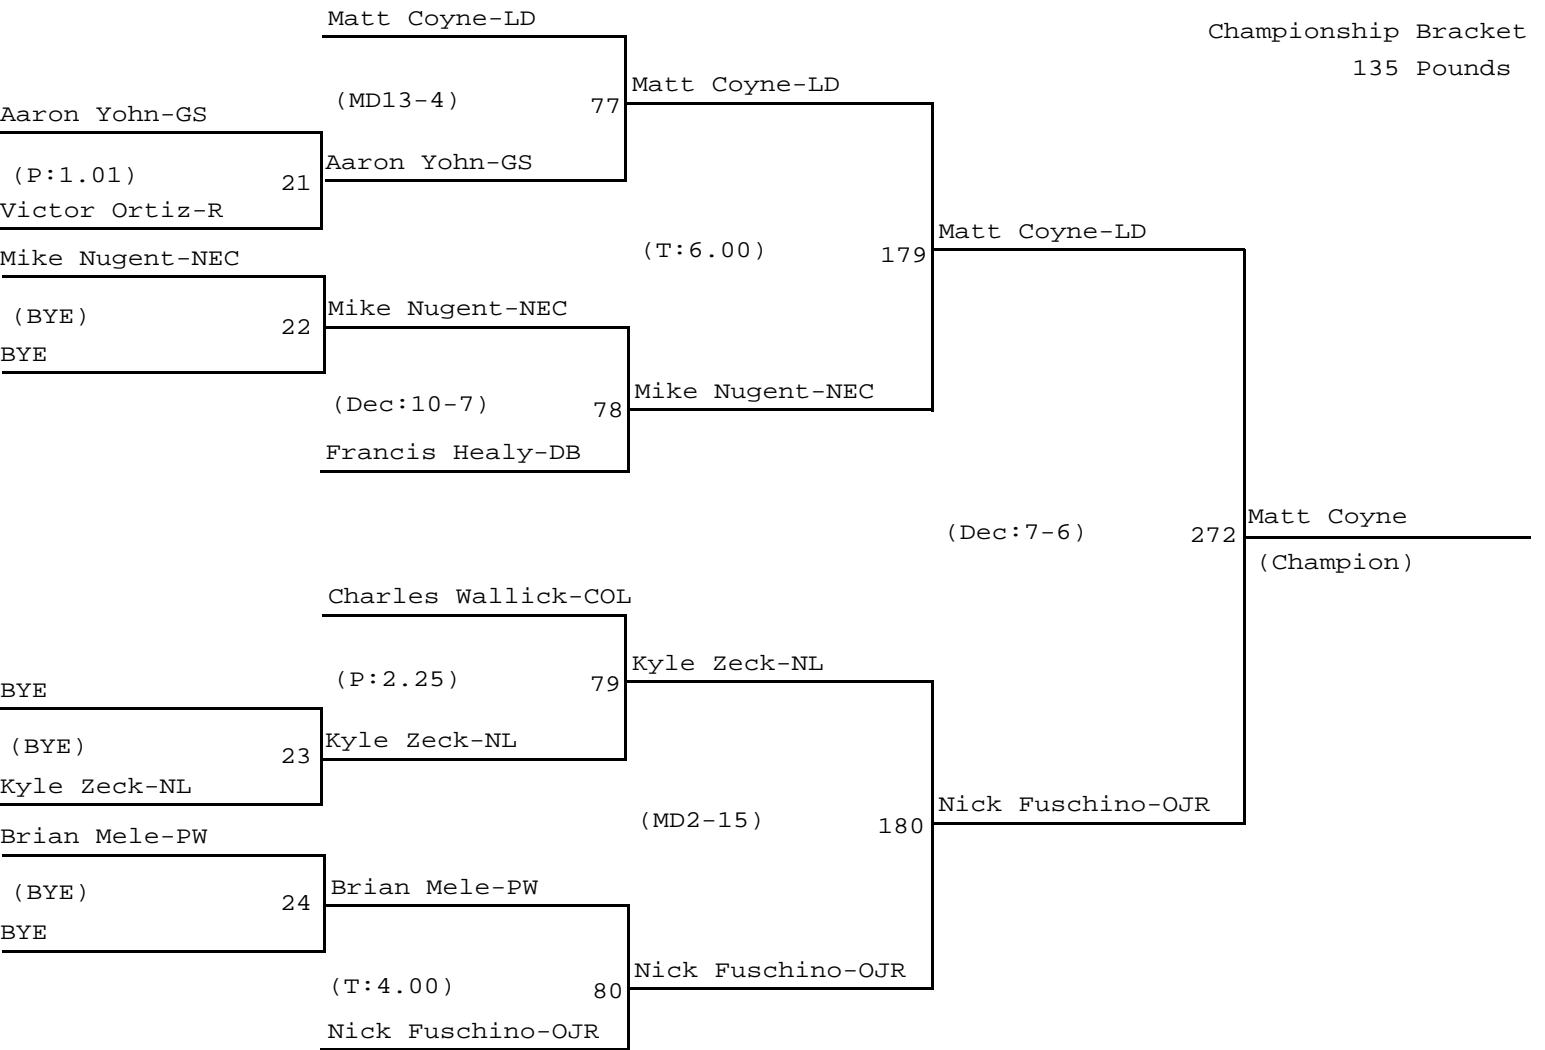 Matt Coyne-LD
Championship Bracket
135 Pounds
(MD13-4)
77
Matt Coyne-LD
Aaron Yohn-GS
(P:1.01)
21
Aaron Yohn-GS
Victor Ortiz-R
Mike Nugent-NEC
(T:6.00)
179
Matt Coyne-LD
(BYE)
22
Mike Nugent-NEC
BYE
(Dec:10-7)
78
Mike Nugent-NEC
Francis Healy-DB
(Dec:7-6)
272
Matt Coyne
(Champion)
Charles Wallick-COL
(P:2.25)
79
Kyle Zeck-NL
BYE
(BYE)
23
Kyle Zeck-NL
Kyle Zeck-NL
Brian Mele-PW
(MD2-15)
180
Nick Fuschino-OJR
(BYE)
24
Brian Mele-PW
BYE
(T:4.00)
80
Nick Fuschino-OJR
Nick Fuschino-OJR